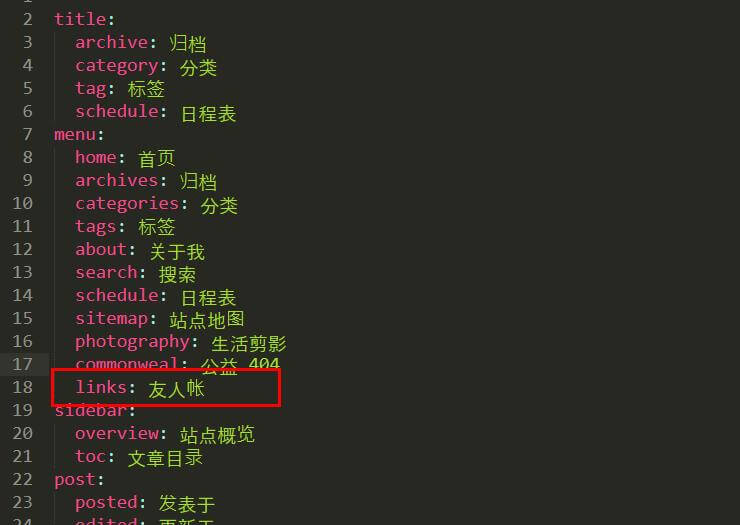 2 title:
3 archive: 归档
4 category: 分类
5 tag: 标签
6 schedule: 日程表
7 menu:
8 home: 首页
9 archives: 归档
10 categories: 分类
11 tags: 标签
12 about: 关于我
13 search: 搜索
14 schedule: 日程表
15 sitemap: 站点地图
16 photography: 生活剪影
17 commonweal: 公益 404
18 links: 友人帐
19 sidebar:
20 overview: 站点概览
21 toc: 文章目录
22 post:
23 posted: 发表于
24 edited: 更新于